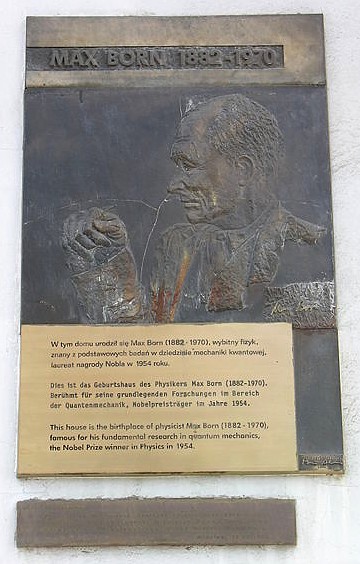 MAX BORN 1882-1970
W tym domu urodził się Max Born (1882-1970), wybitny fizyk,
znany z podstawowych badań w dziedzinie mechaniki kwantowej,
laureat nagrody Nobla w 1954 roku.
Dies ist das Geburtshaus des Physikers Max Born (1882-1970).
Berühmt für seine grundlegenden Forschungen im Bereich
der Quantenmechanik, Nobelpreisträger im Jahre 1954.
This house is the birthplace of physicist Max Born (1882-1970),
famous for his fundamental research in quantum mechanics,
the Nobel Prize winner in Physics in 1954.